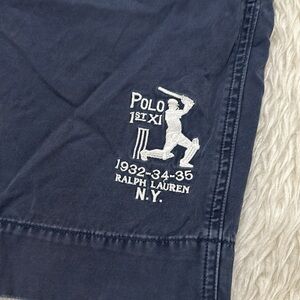 POLO
1ST XI
1932-34-35
RALPH LAUREN
N.Y.